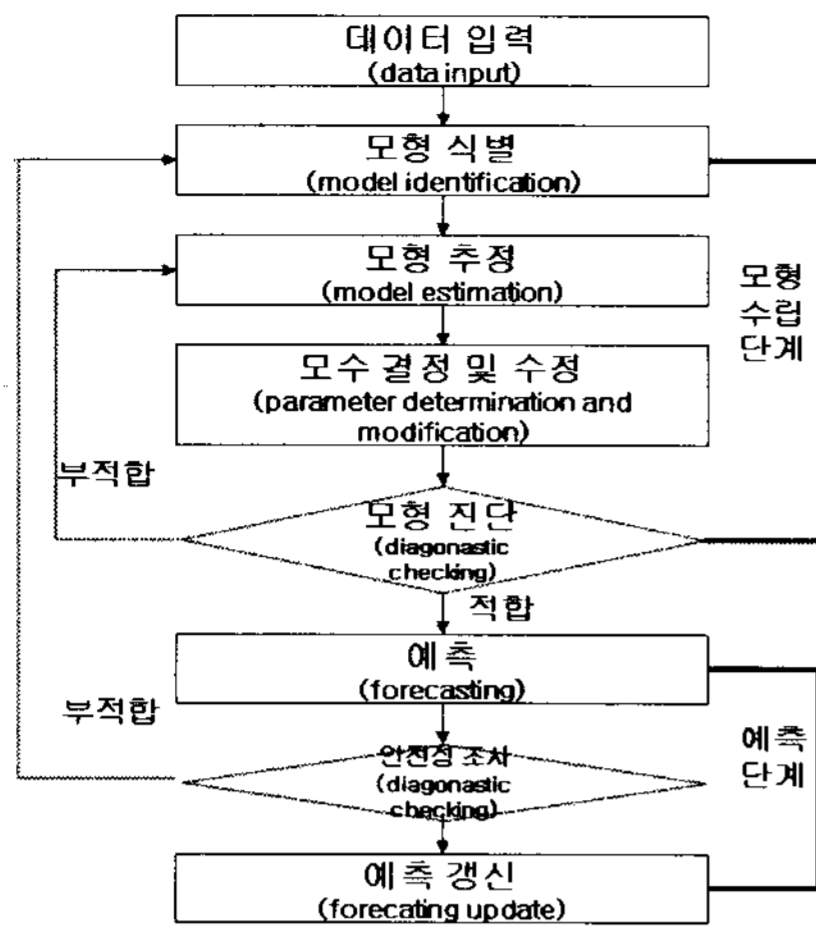 데이터 입력
(data input)
모형 식별
(model identification)
모형 추정
(model estimation)
모형
수립
단계
모수 결정 및 수정
(parameter determination and
modification)
부적합
모형 진단
(diagonastic
checking)
적합
예측
(forecasting)
부적합
안전성 조사
(diagonastic
checking)
예측
단계
예측 갱신
(forecating update)